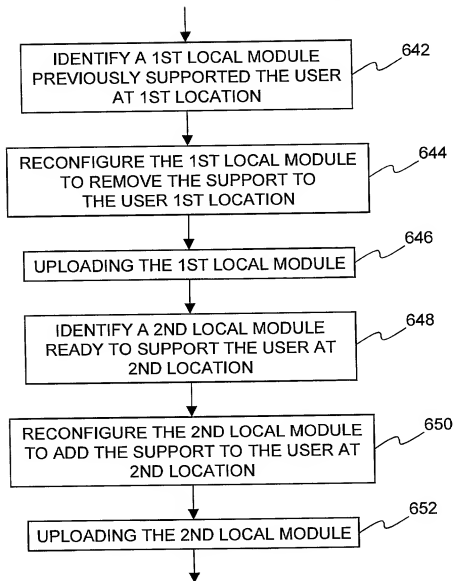 IDENTIFY A 1ST LOCAL MODULE
PREVIOUSLY SUPPORTED THE USER
AT 1ST LOCATION
642
RECONFIGURE THE 1ST LOCAL MODULE
TO REMOVE THE SUPPORT TO
THE USER 1ST LOCATION
644
UPLOADING THE 1ST LOCAL MODULE
646
IDENTIFY A 2ND LOCAL MODULE
READY TO SUPPORT THE USER AT
2ND LOCATION
648
RECONFIGURE THE 2ND LOCAL MODULE
TO ADD THE SUPPORT TO THE USER AT
2ND LOCATION
650
UPLOADING THE 2ND LOCAL MODULE
652